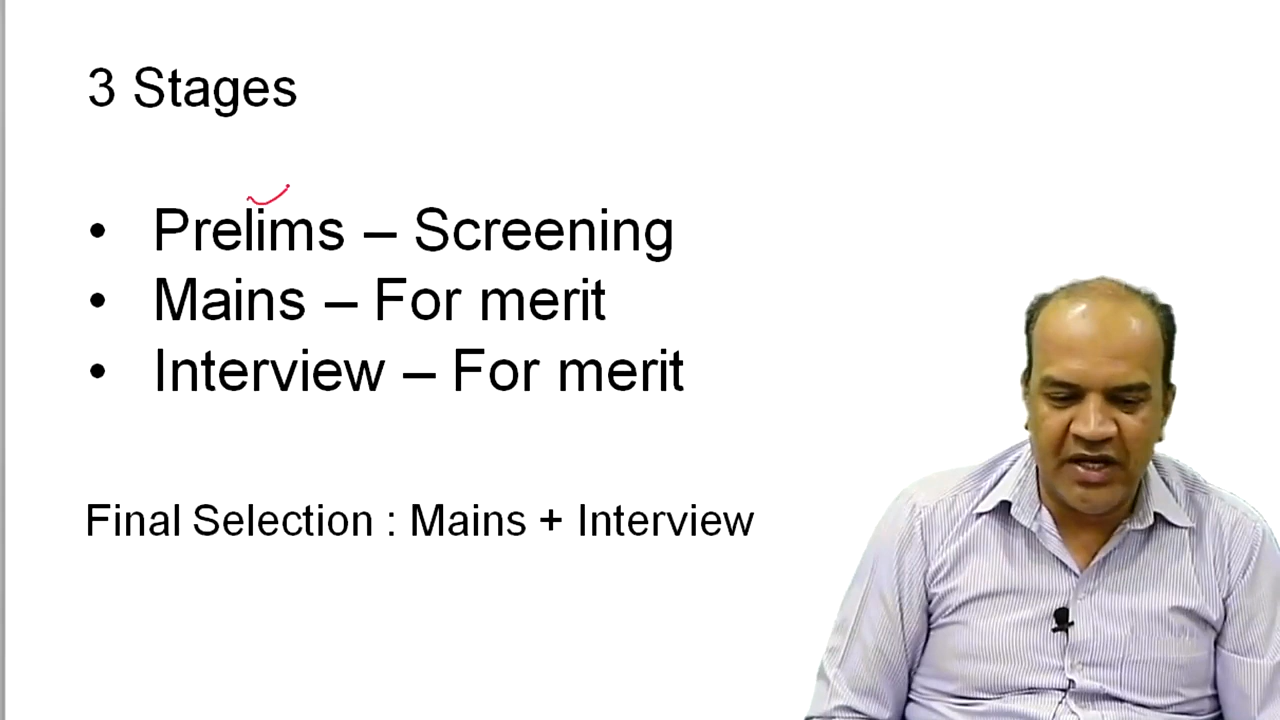 3 Stages
• Prelims – Screening
• Mains – For merit
• Interview – For merit
Final Selection : Mains + Interview